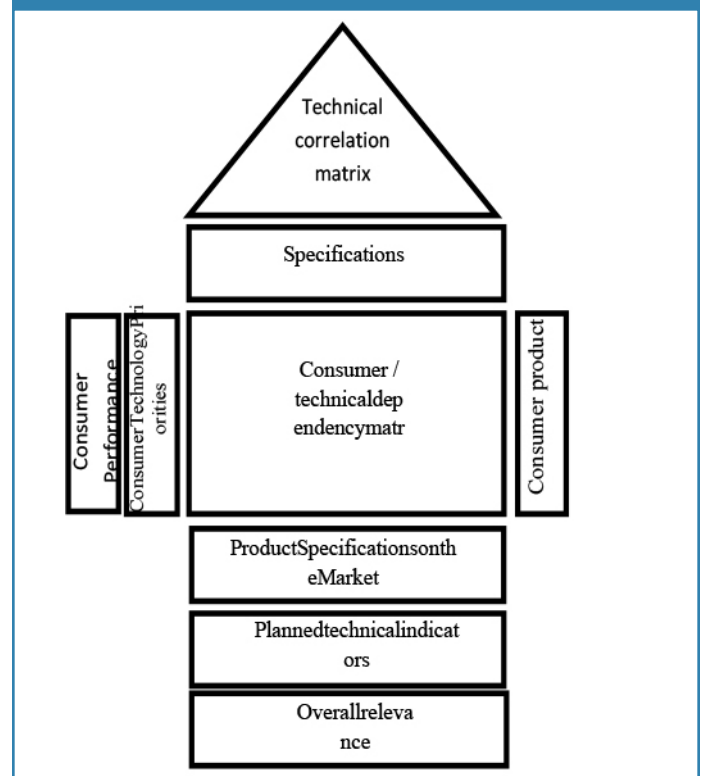 Technical
correlation
matrix
Specifications
Consumer
Performance
ConsumerTechnologyPri
orities
Consumer /
technicaldep
endencymatr
Consumer product
ProductSpecificationsonth
eMarket
Plannedtechnicalindicat
ors
Overallreleva
nce